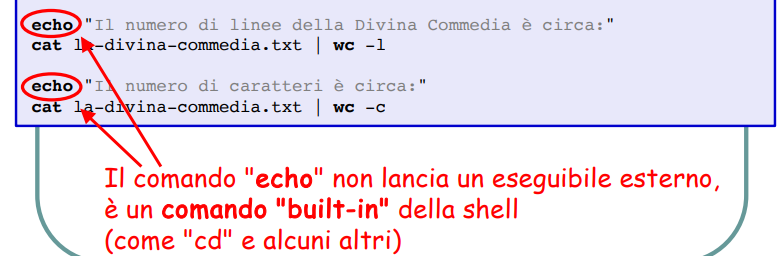 echo "Il numero di linee della Divina Commedia è circa:"
cat la-divina-commedia.txt | wc -l
echo "Il numero di caratteri è circa:"
cat la-divina-commedia.txt | wc -c
Il comando "echo" non lancia un eseguibile esterno,
è un comando "built-in" della shell
(come "cd" e alcuni altri)